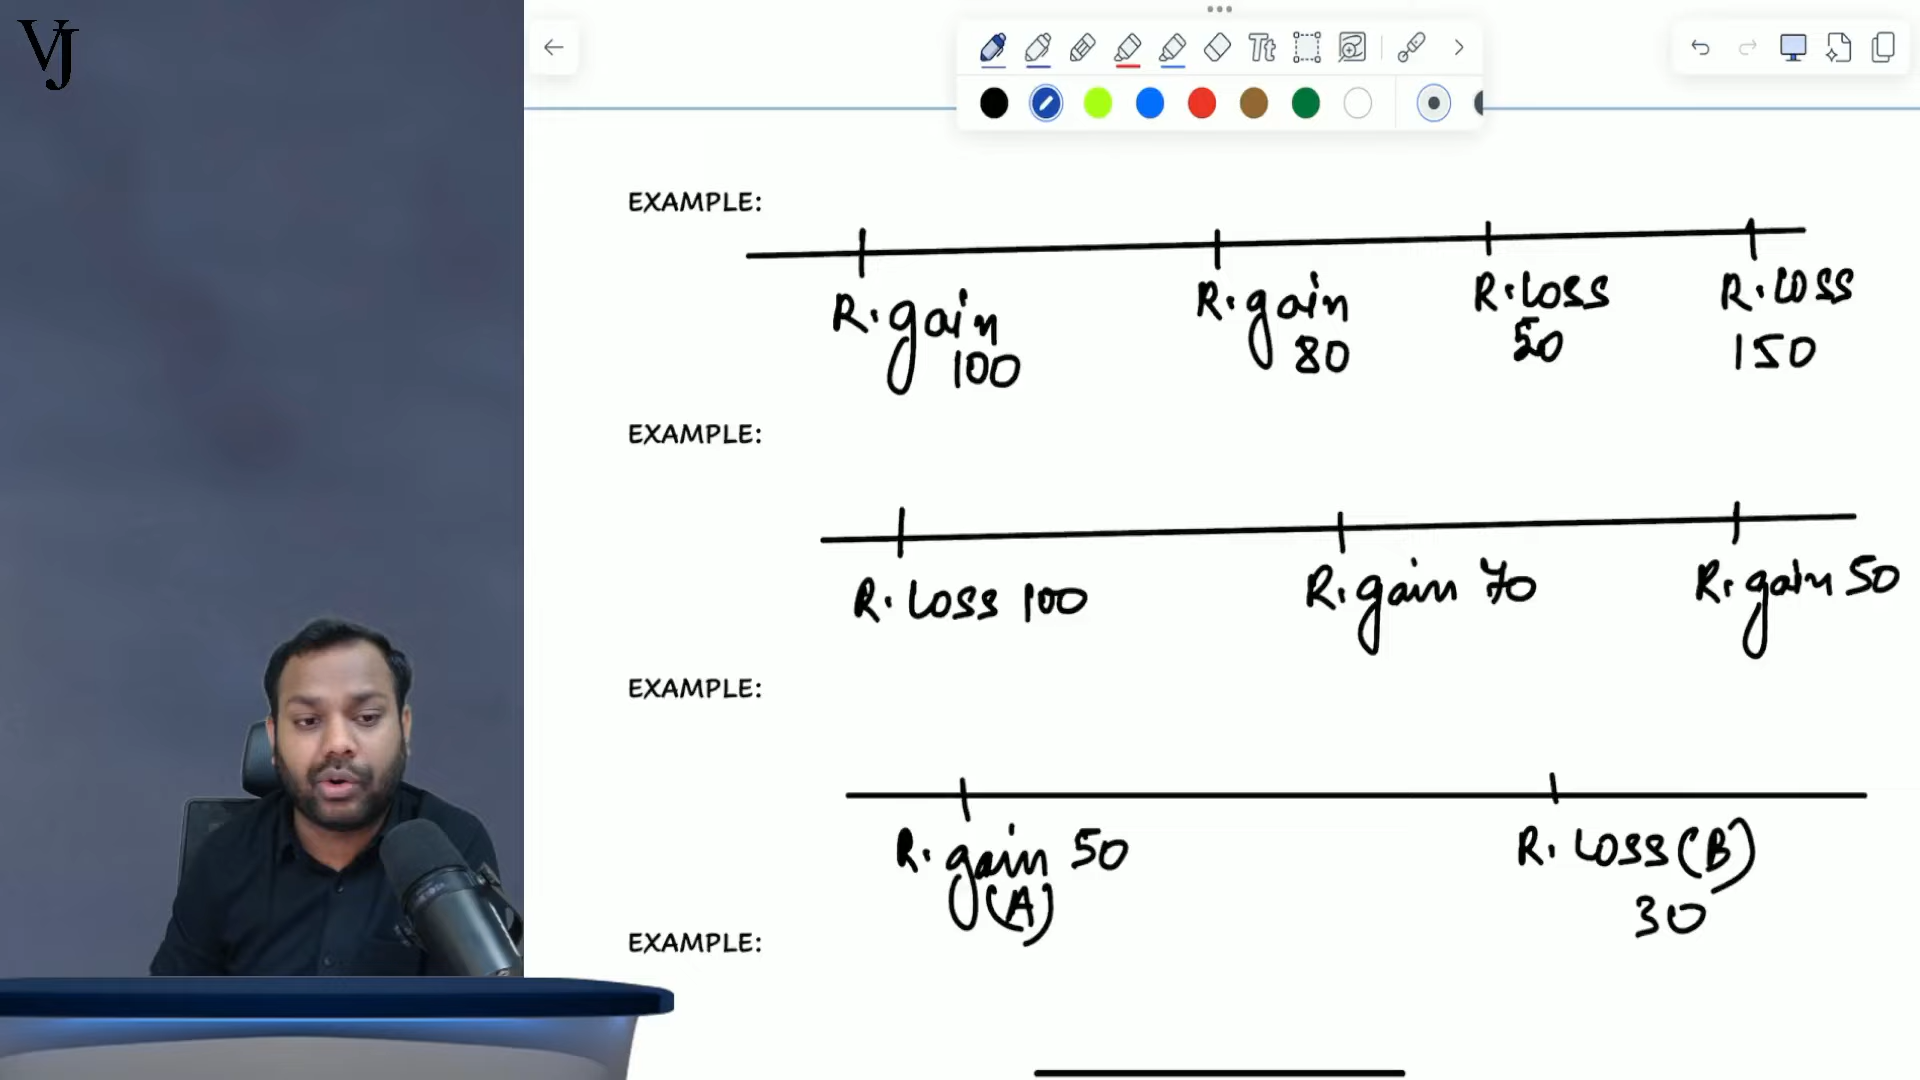 VJ
Tt
EXAMPLE:
R. gain
100
R. gain
80
R. Loss
50
R. Loss
150
EXAMPLE:
R. Loss 100
R. gain 70
R. gain 50
EXAMPLE:
R. gain 50
(A)
R. Loss (B)
30
EXAMPLE: